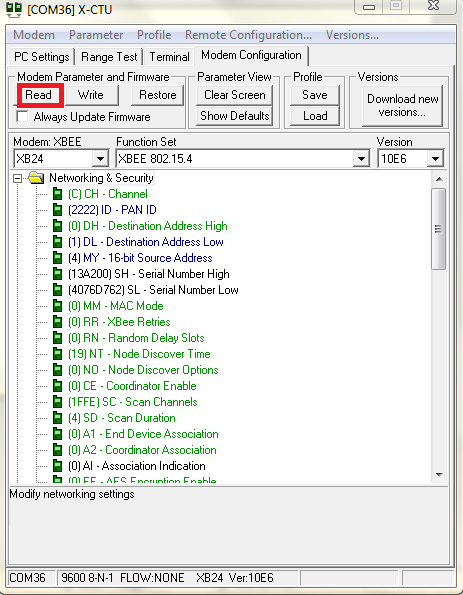 [COM36] X-CTU
Modem Parameter Profile Remote Configuration... Versions...
PC Settings Range Test Terminal Modem Configuration
Modem Parameter and Firmware Parameter View Profile Versions
Read Write Restore Clear Screen Save Download new versions...
Always Update Firmware Show Defaults Load
Modem: XBEE Function Set Version
XB24 XBEE 802.15.4 10E6
Networking & Security
(C) CH - Channel
(2222) ID - PAN ID
(0) DH - Destination Address High
(1) DL - Destination Address Low
(4) MY - 16-bit Source Address
(13A200) SH - Serial Number High
(4076D762) SL - Serial Number Low
(0) MM - MAC Mode
(0) RR - XBee Retries
(0) RN - Random Delay Slots
(19) NT - Node Discover Time
(0) NO - Node Discover Options
(0) CE - Coordinator Enable
(1FFE) SC - Scan Channels
(4) SD - Scan Duration
(0) A1 - End Device Association
(0) A2 - Coordinator Association
(0) AI - Association Indication
(0) EE - AES Encryption Enable
Modify networking settings
COM36 9600 8-N-1 FLOW:NONE XB24 Ver:10E6